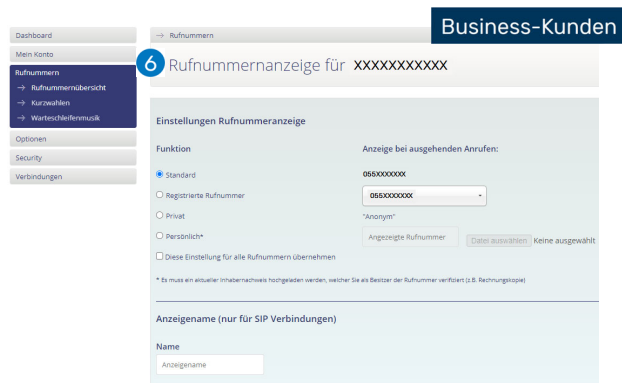 Business-Kunden
Dashboard
Mein Konto
Rufnummern
→ Rufnummernübersicht
→ Kurzwahlen
→ Warteschleifenmusik
Optionen
Security
Verbindungen
→ Rufnummern
6 Rufnummernanzeige für XXXXXXXXXXX
Einstellungen Rufnummeranzeige
Funktion Anzeige bei ausgehenden Anrufen:
Standard 055XXXXXXX
Registrierte Rufnummer 055XXXXXXX
Privat "Anonym"
Persönlich* Angezeigte Rufnummer Datei auswählen Keine ausgewählt
Diese Einstellung für alle Rufnummern übernehmen
* Es muss ein aktueller Inhabernachweis hochgeladen werden, welcher Sie als Besitzer der Rufnummer verifiziert (z.B. Rechnungskopie)
Anzeigename (nur für SIP Verbindungen)
Name
Anzeigename